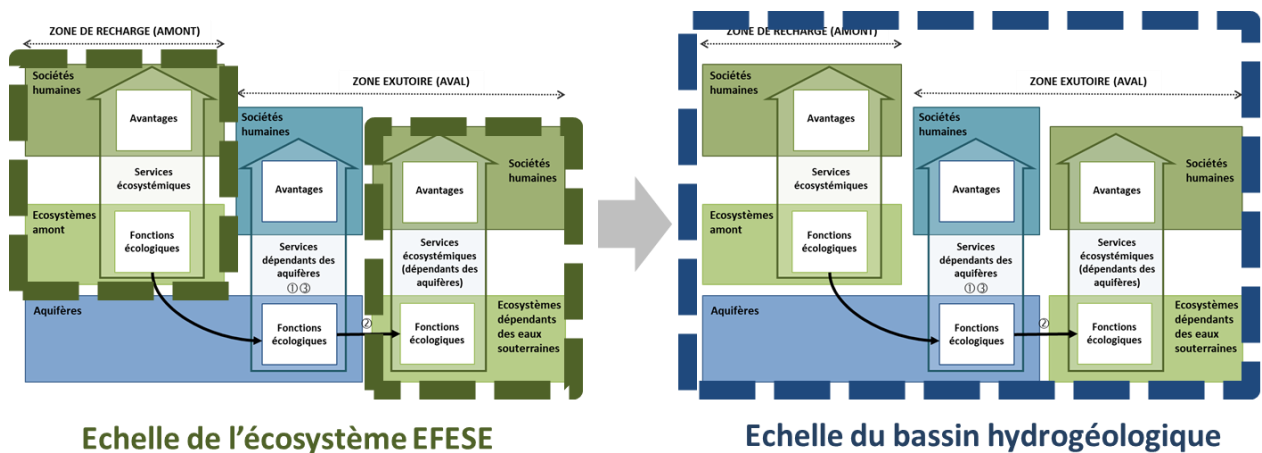 ZONE DE RECHARGE (AMONT)
Sociétés
humaines
Avantages
Services
écosystémiques
Ecosystèmes
amont
Fonctions
écologiques
ZONE EXUTOIRE (AVAL)
Sociétés
humaines
Avantages
Services
dépendants des
aquifères
①③
Aquifères
Fonctions
écologiques
②
Sociétés
humaines
Avantages
Services
écosystémiques
(dépendants des
aquifères)
Fonctions
écologiques
Ecosystèmes
dépendants
des eaux
souterraines
Echelle de l’écosystème EFESE
ZONE DE RECHARGE (AMONT)
Sociétés
humaines
Avantages
Services
écosystémiques
Ecosystèmes
amont
Fonctions
écologiques
ZONE EXUTOIRE (AVAL)
Sociétés
humaines
Avantages
Services
dépendants des
aquifères
①③
Aquifères
Fonctions
écologiques
②
Sociétés
humaines
Avantages
Services
écosystémiques
(dépendants des
aquifères)
Fonctions
écologiques
Ecosystèmes
dépendants
des eaux
souterraines
Echelle du bassin hydrogéologique